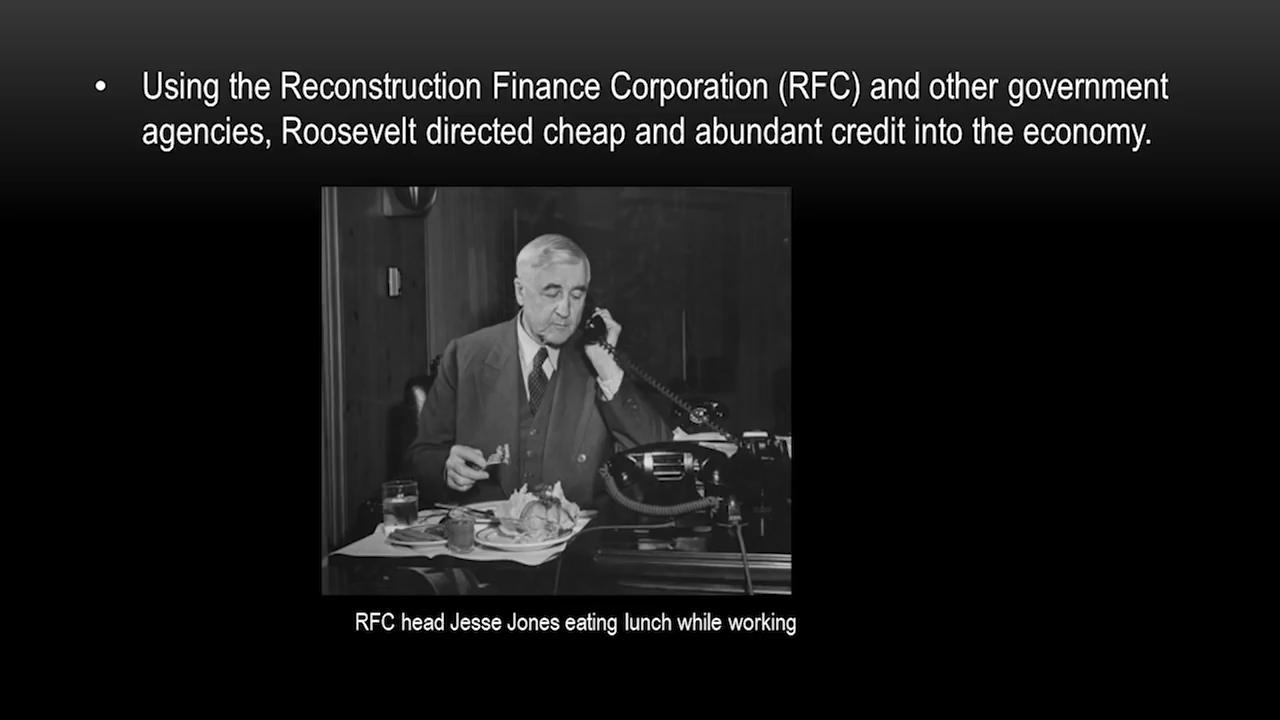 • Using the Reconstruction Finance Corporation (RFC) and other government
agencies, Roosevelt directed cheap and abundant credit into the economy.
RFC head Jesse Jones eating lunch while working